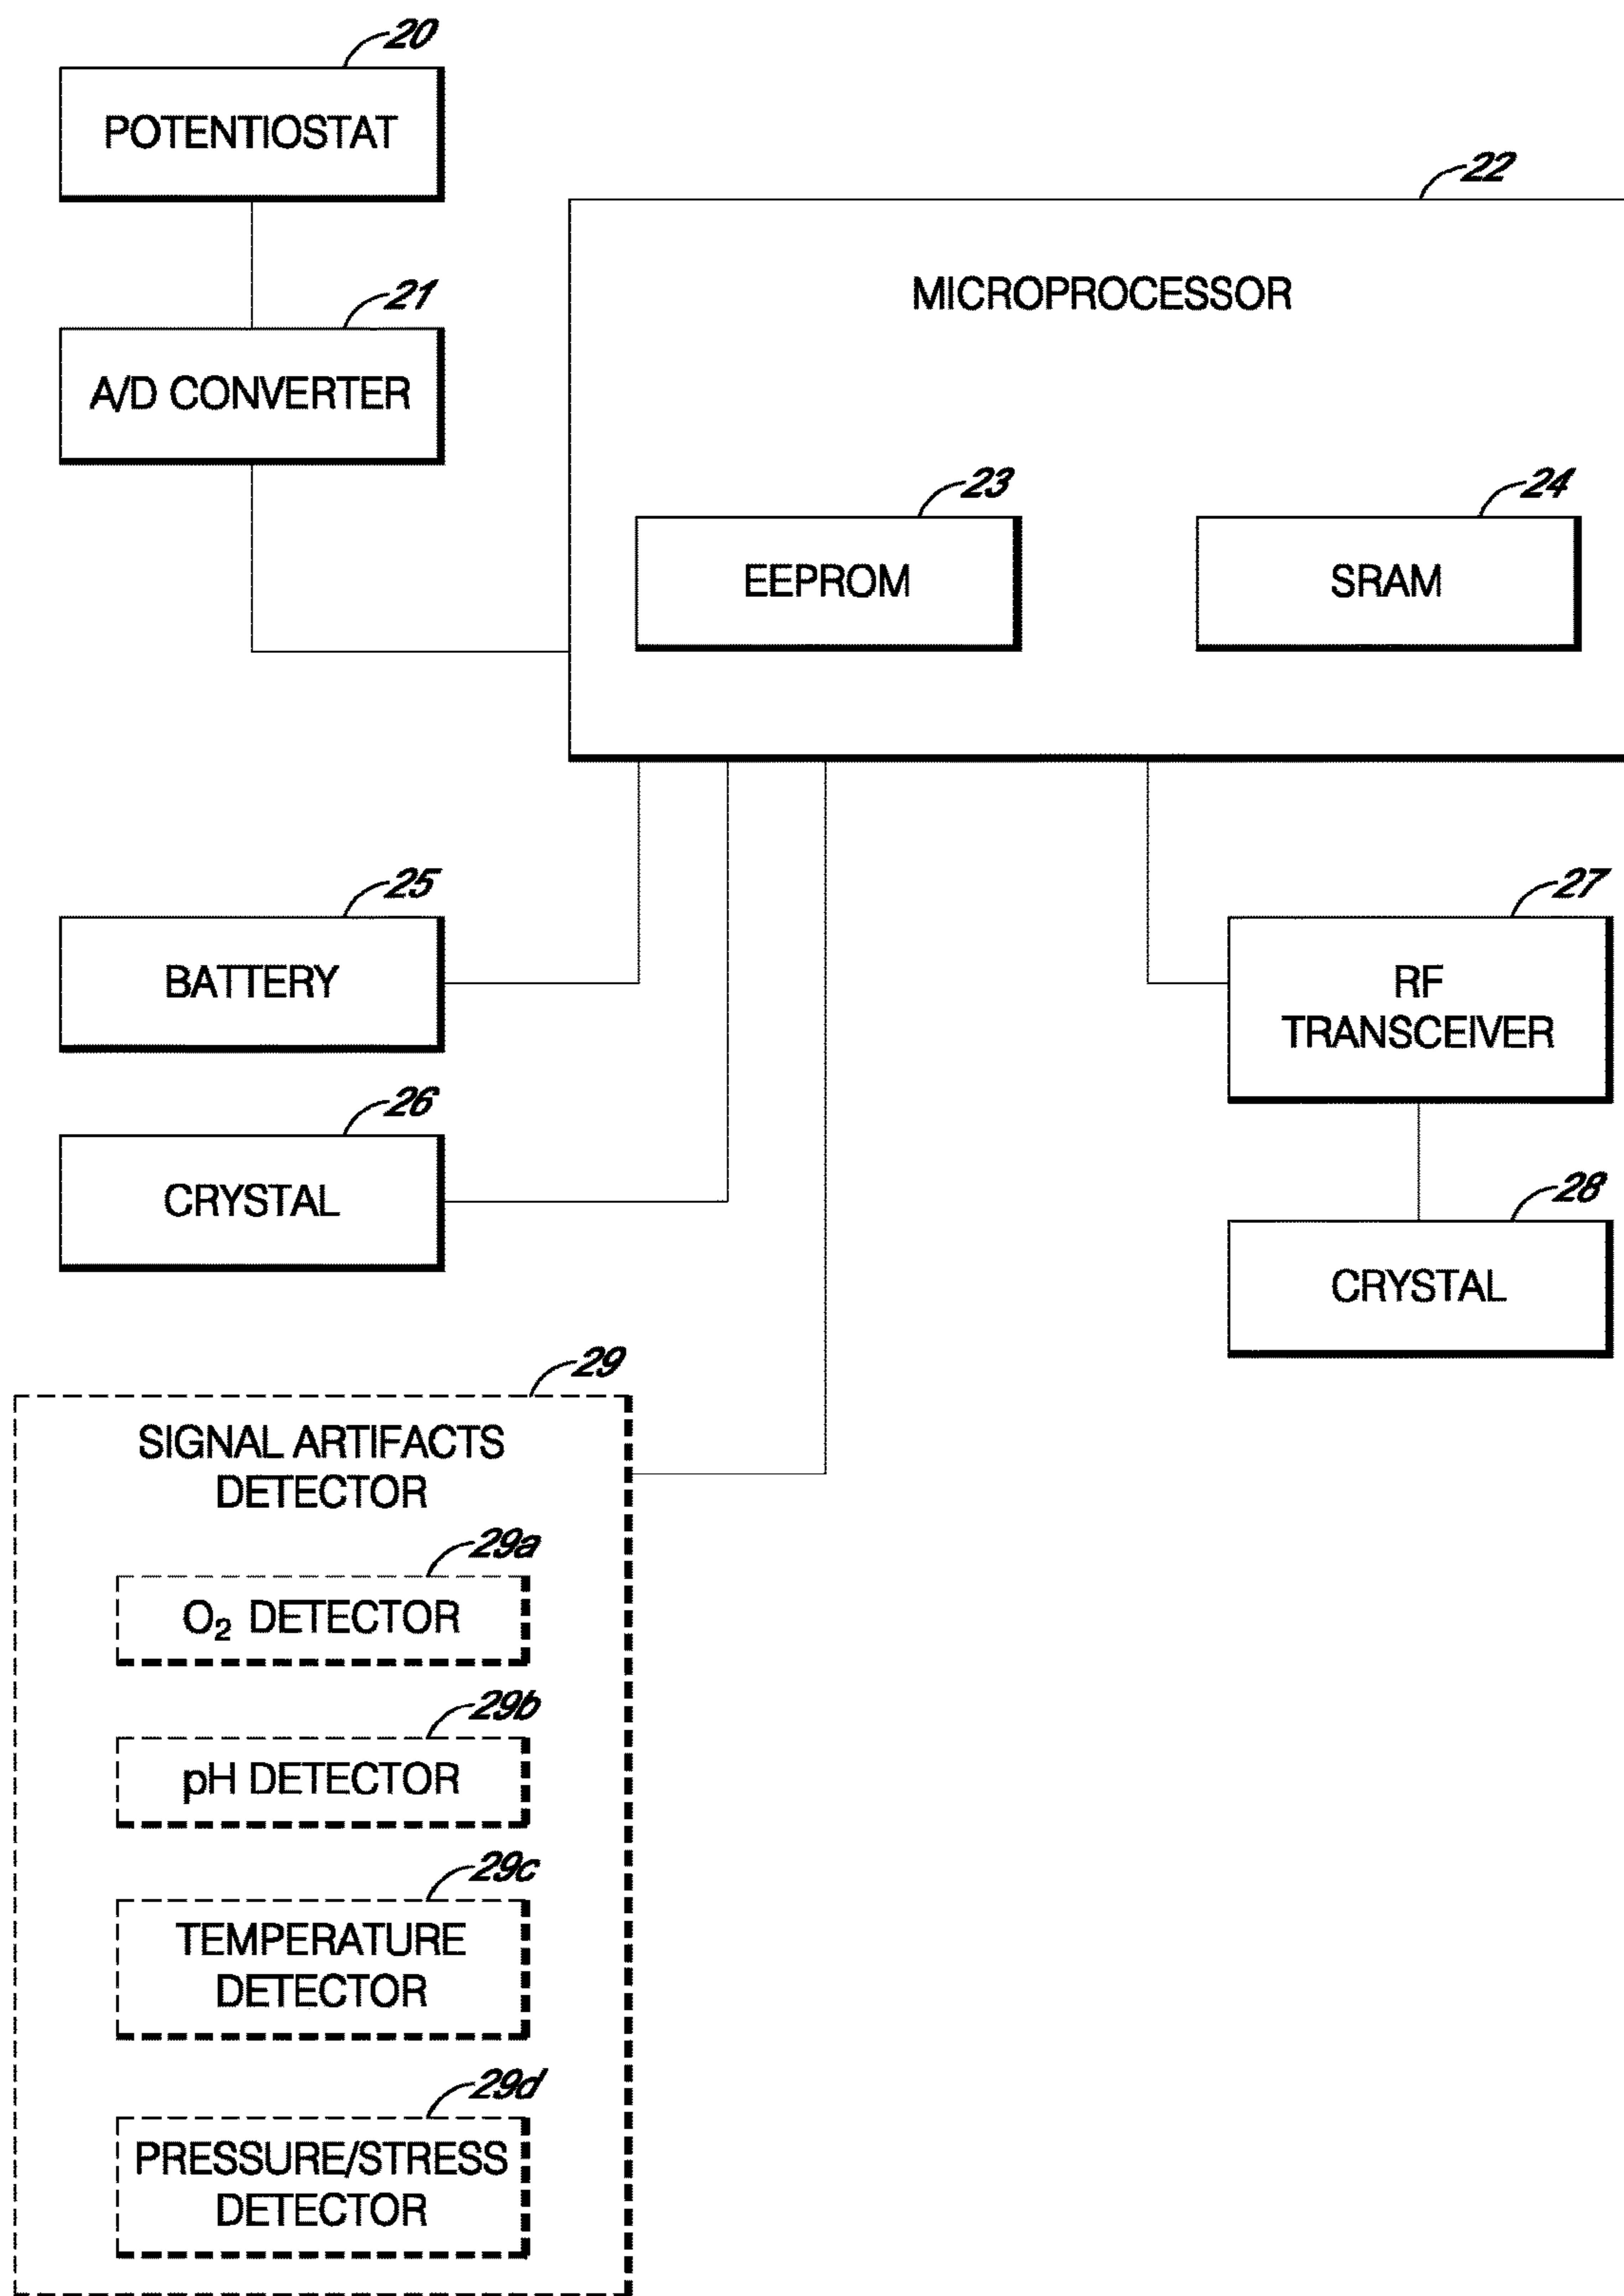 20
POTENTIOSTAT
21
A/D CONVERTER
22
MICROPROCESSOR
23
EEPROM
24
SRAM
25
BATTERY
26
CRYSTAL
27
RF
TRANSCEIVER
28
CRYSTAL
29
SIGNAL ARTIFACTS
DETECTOR
29a
O₂ DETECTOR
29b
pH DETECTOR
29c
TEMPERATURE
DETECTOR
29d
PRESSURE/STRESS
DETECTOR